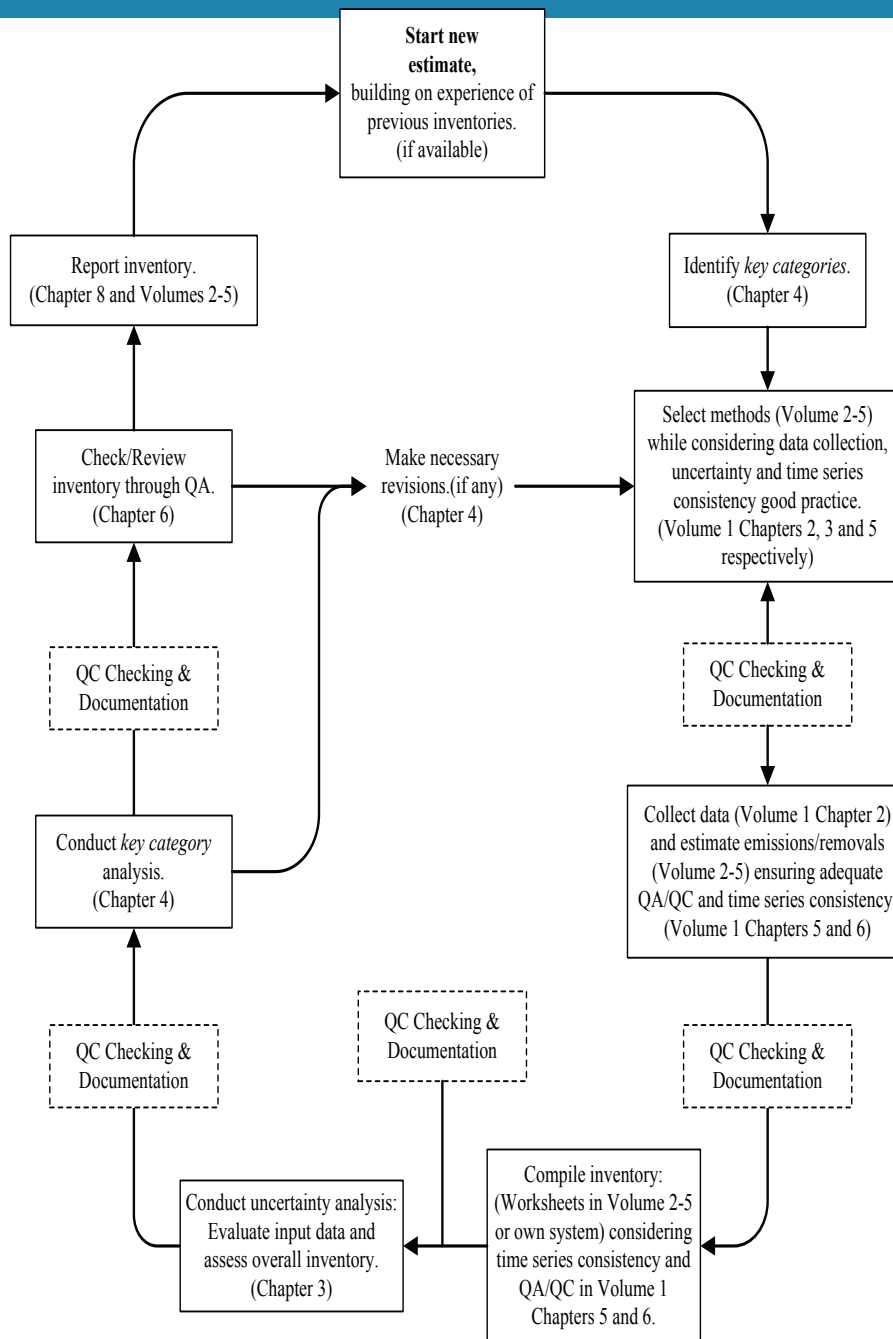 Start new
estimate,
building on experience of
previous inventories.
(if available)
Identify key categories.
(Chapter 4)
Select methods (Volume 2-5)
while considering data collection,
uncertainty and time series
consistency good practice.
(Volume 1 Chapters 2, 3 and 5
respectively)
QC Checking &
Documentation
Collect data (Volume 1 Chapter 2)
and estimate emissions/removals
(Volume 2-5) ensuring adequate
QA/QC and time series consistency
(Volume 1 Chapters 5 and 6)
QC Checking &
Documentation
Compile inventory:
(Worksheets in Volume 2-5
or own system) considering
time series consistency and
QA/QC in Volume 1
Chapters 5 and 6.
QC Checking &
Documentation
Conduct uncertainty analysis:
Evaluate input data and
assess overall inventory.
(Chapter 3)
QC Checking &
Documentation
Conduct key category
analysis.
(Chapter 4)
QC Checking &
Documentation
Check/Review
inventory through QA.
(Chapter 6)
Make necessary
revisions.(if any)
(Chapter 4)
Report inventory.
(Chapter 8 and Volumes 2-5)